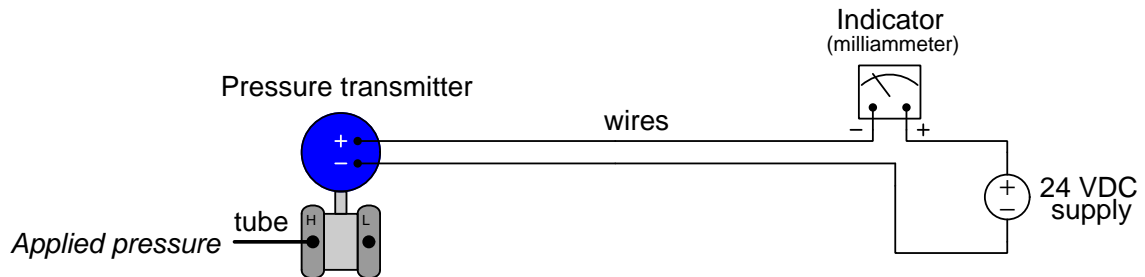 Indicator
(milliammeter)
Pressure transmitter
wires
+
−
− +
+
−
24 VDC
supply
H L
tube
Applied pressure